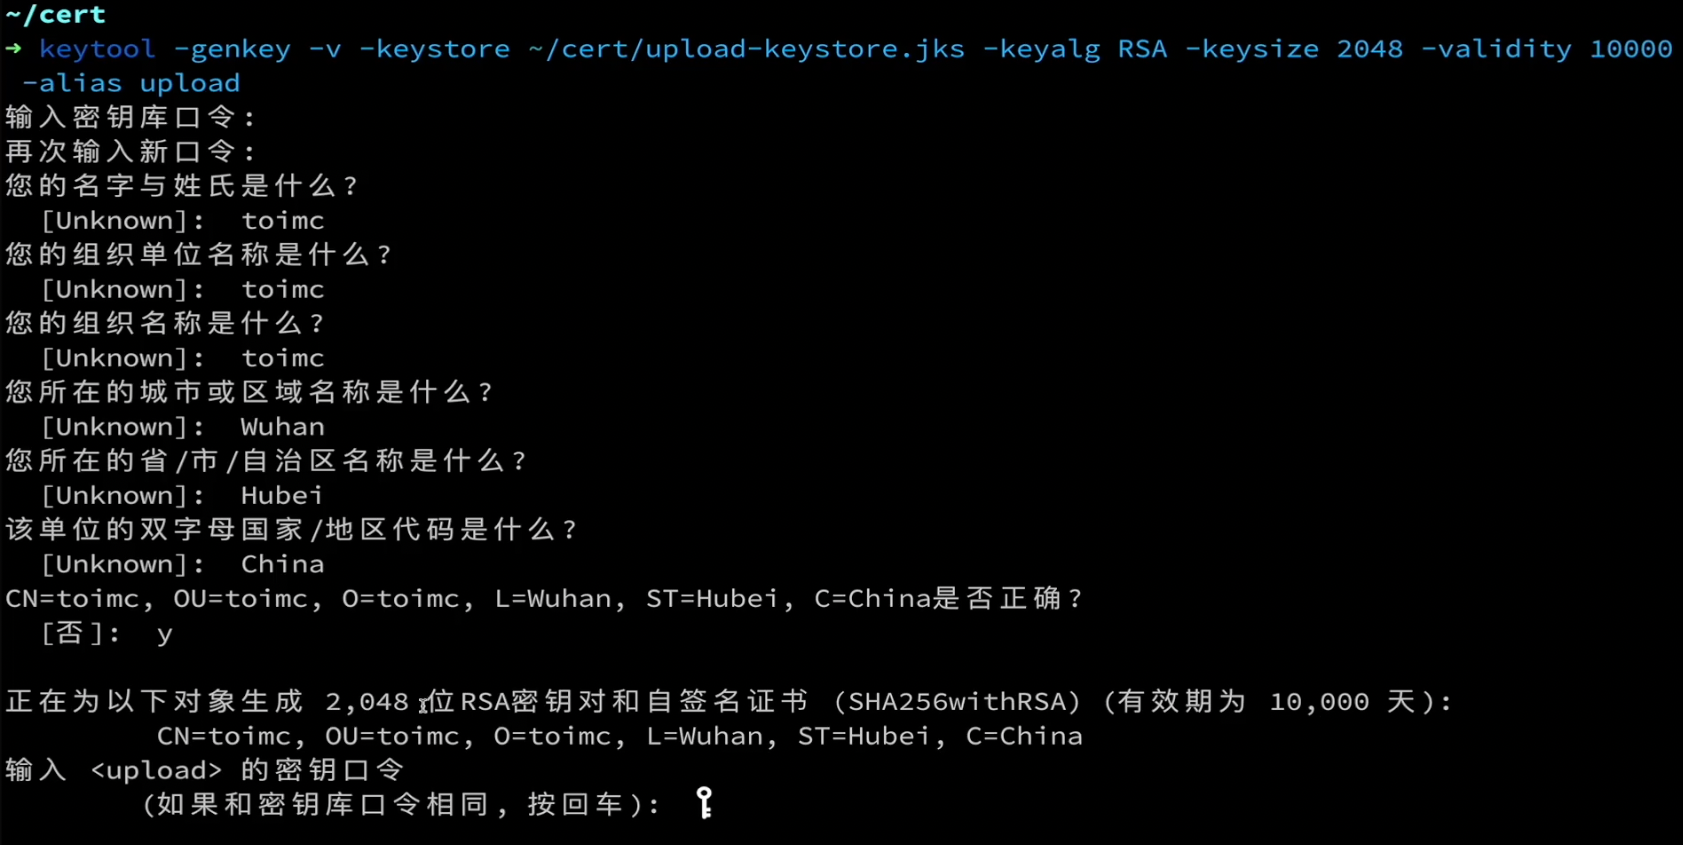 ~/cert
→ keytool -genkey -v -keystore ~/cert/upload-keystore.jks -keyalg RSA -keysize 2048 -validity 10000
-alias upload
输入密钥库口令:
再次输入新口令:
您的名字与姓氏是什么?
[Unknown]: toimc
您的组织单位名称是什么?
[Unknown]: toimc
您的组织名称是什么?
[Unknown]: toimc
您所在的城市或区域名称是什么?
[Unknown]: Wuhan
您所在的省/市/自治区名称是什么?
[Unknown]: Hubei
该单位的双字母国家/地区代码是什么?
[Unknown]: China
CN=toimc, OU=toimc, O=toimc, L=Wuhan, ST=Hubei, C=China是否正确?
[否]: y
正在为以下对象生成 2,048 位RSA密钥对和自签名证书 (SHA256withRSA) (有效期为 10,000 天):
CN=toimc, OU=toimc, O=toimc, L=Wuhan, ST=Hubei, C=China
输入 <upload> 的密钥口令
(如果和密钥库口令相同, 按回车):